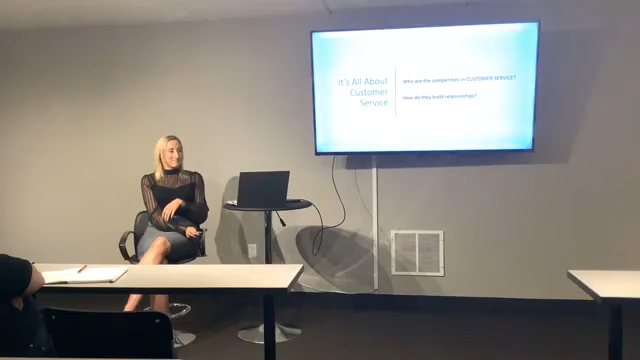 It's All About
Customer
Service
Who are the competitors in CUSTOMER SERVICE?
How do they build relationships?